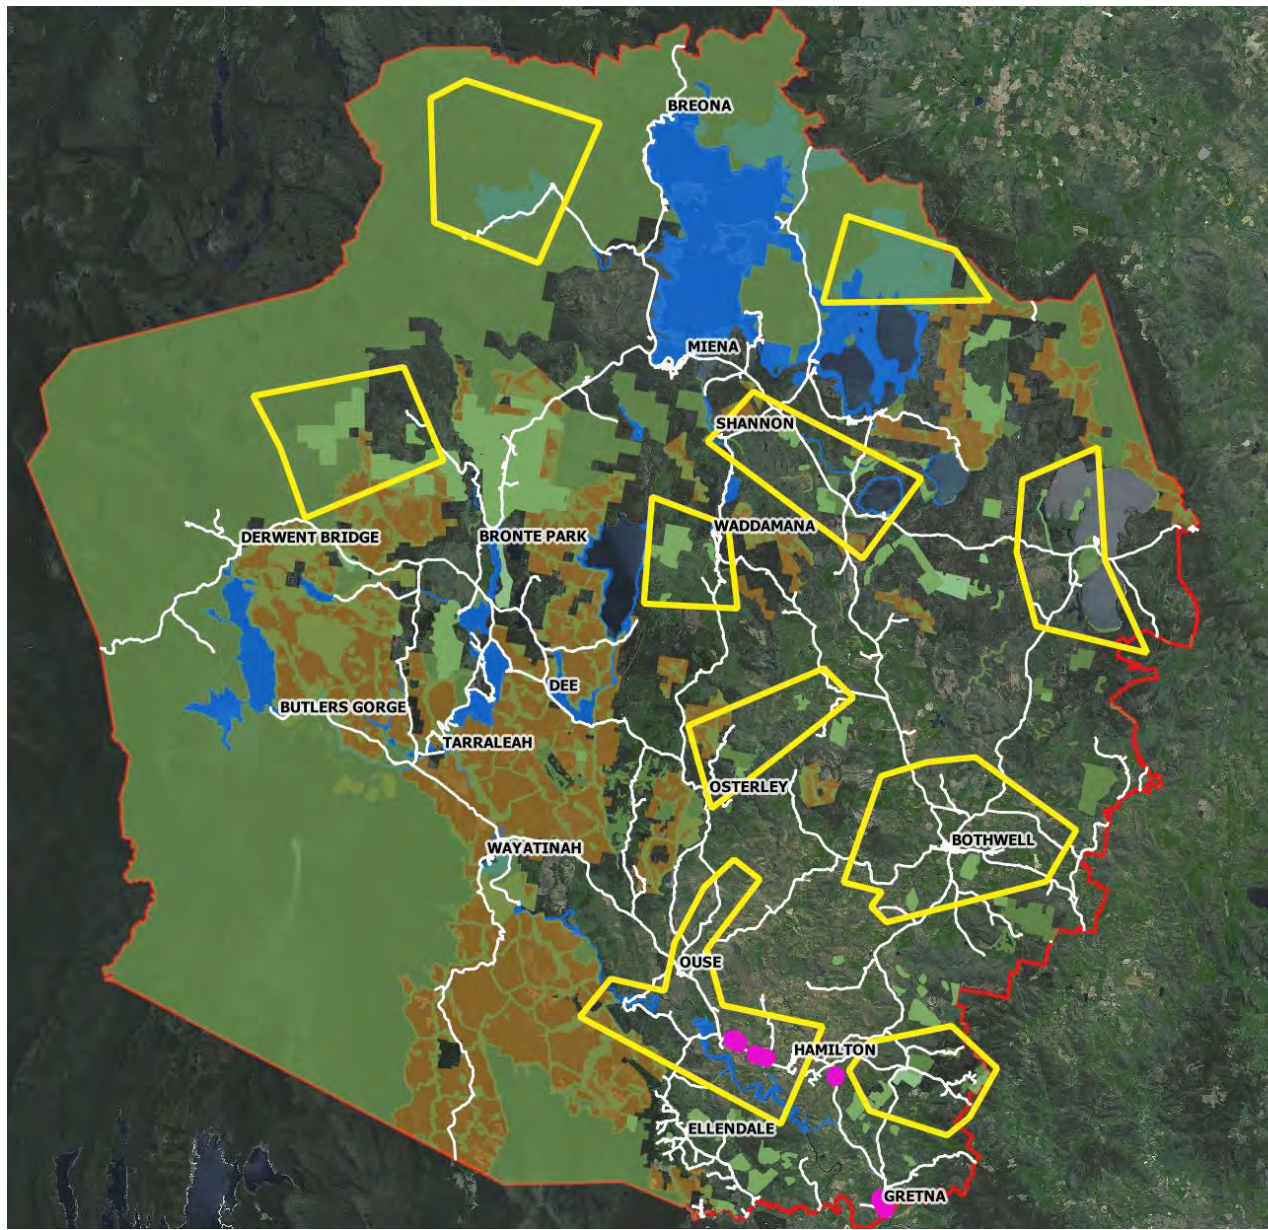 BREONA
MIENA
SHANNON
WADDAMANA
DERWENT BRIDGE
BRONTE PARK
DEE
BUTLERS GORGE
TARRALEAH
OSTERLEY
BOTHWELL
WAYATINAH
OUSE
HAMILTON
ELLENDALE
GRETNA